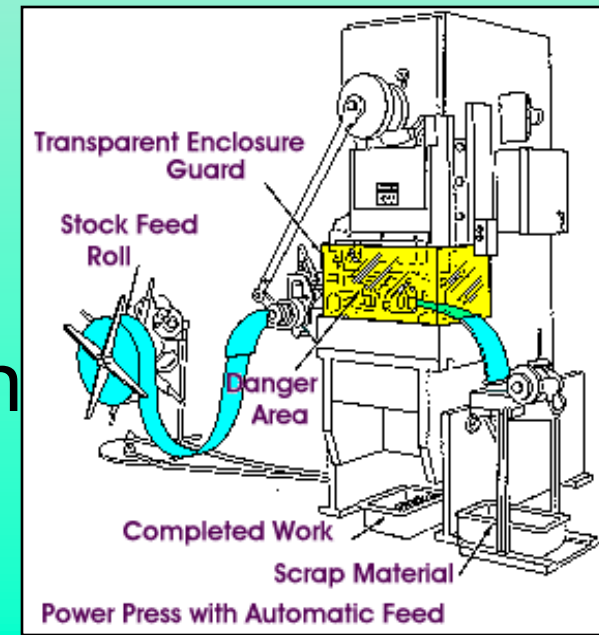 Transparent Enclosure
Guard
Stock Feed
Roll
n
Danger
Area
Completed Work
Scrap Material
Power Press with Automatic Feed